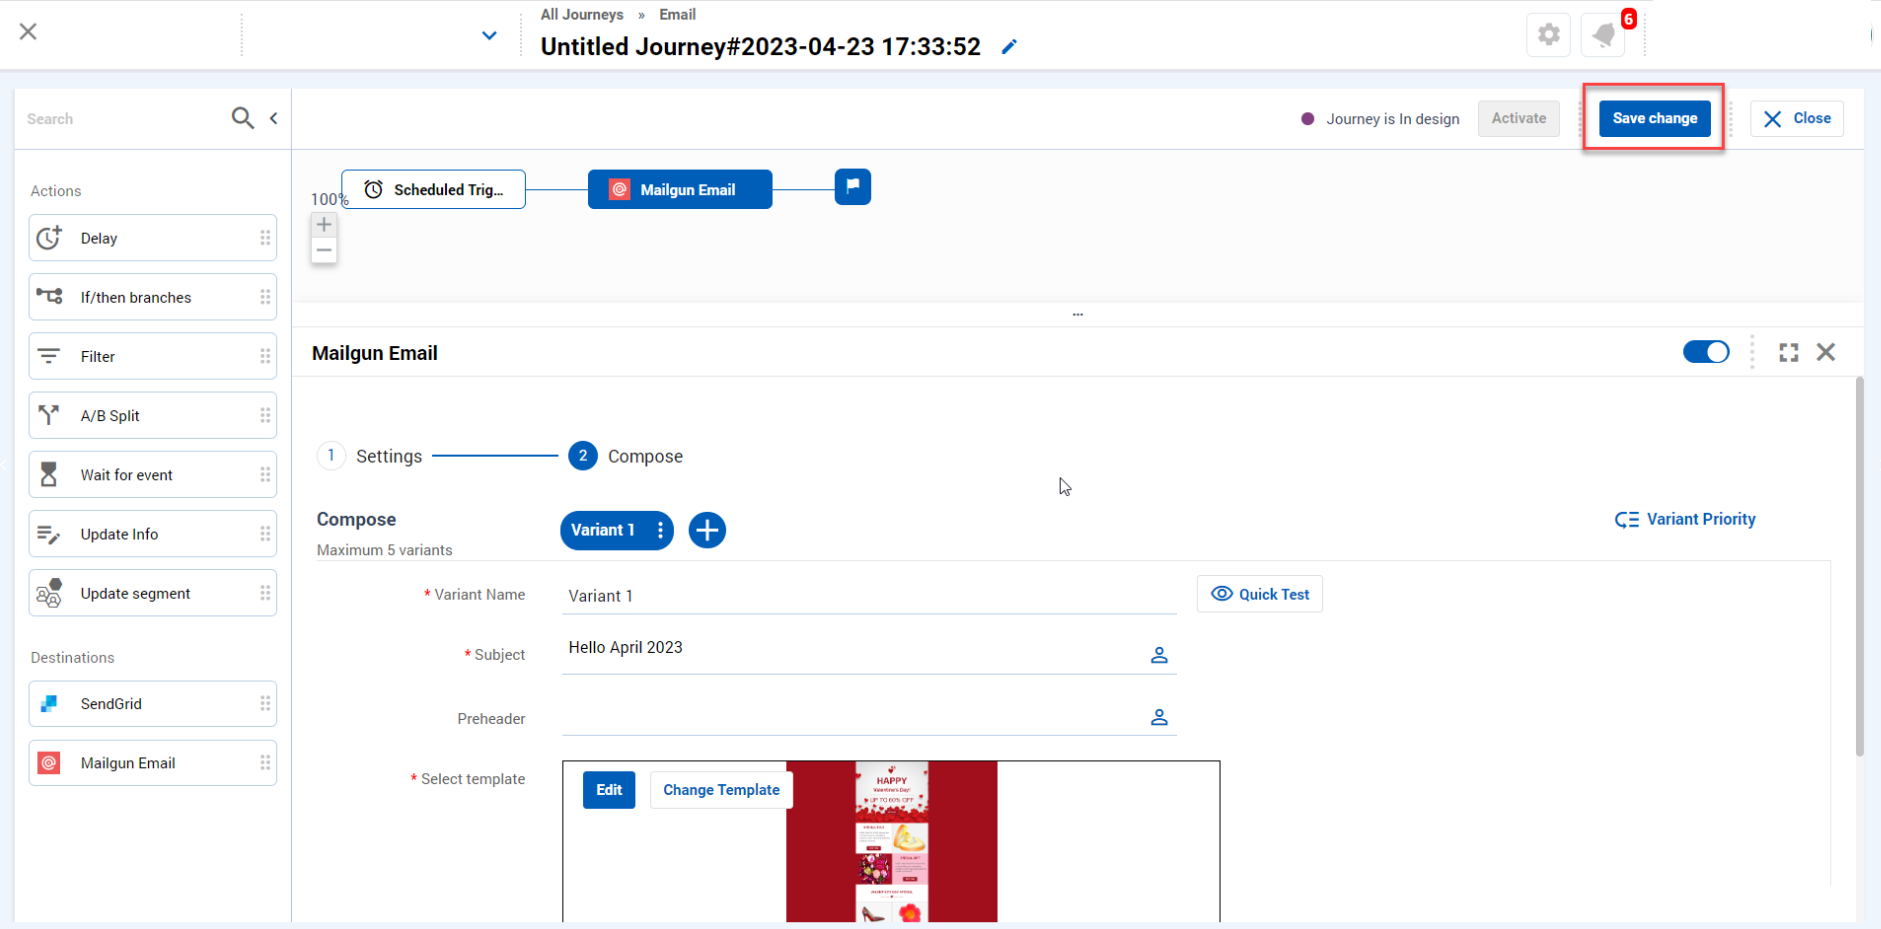 All Journeys » Email
6
Untitled Journey#2023-04-23 17:33:52
Search
Journey is In design
Activate
Save change
Close
Actions
100%
Scheduled Trig...
Mailgun Email
Delay
If/then branches
Filter
Mailgun Email
A/B Split
1 Settings
2 Compose
Wait for event
Compose
Maximum 5 variants
Variant 1
Variant Priority
Update Info
Update segment
* Variant Name
Variant 1
Quick Test
* Subject
Hello April 2023
Destinations
SendGrid
Preheader
Mailgun Email
* Select template
Edit
Change Template
HAPPY
Valentine's Day!
UP TO 60% OFF